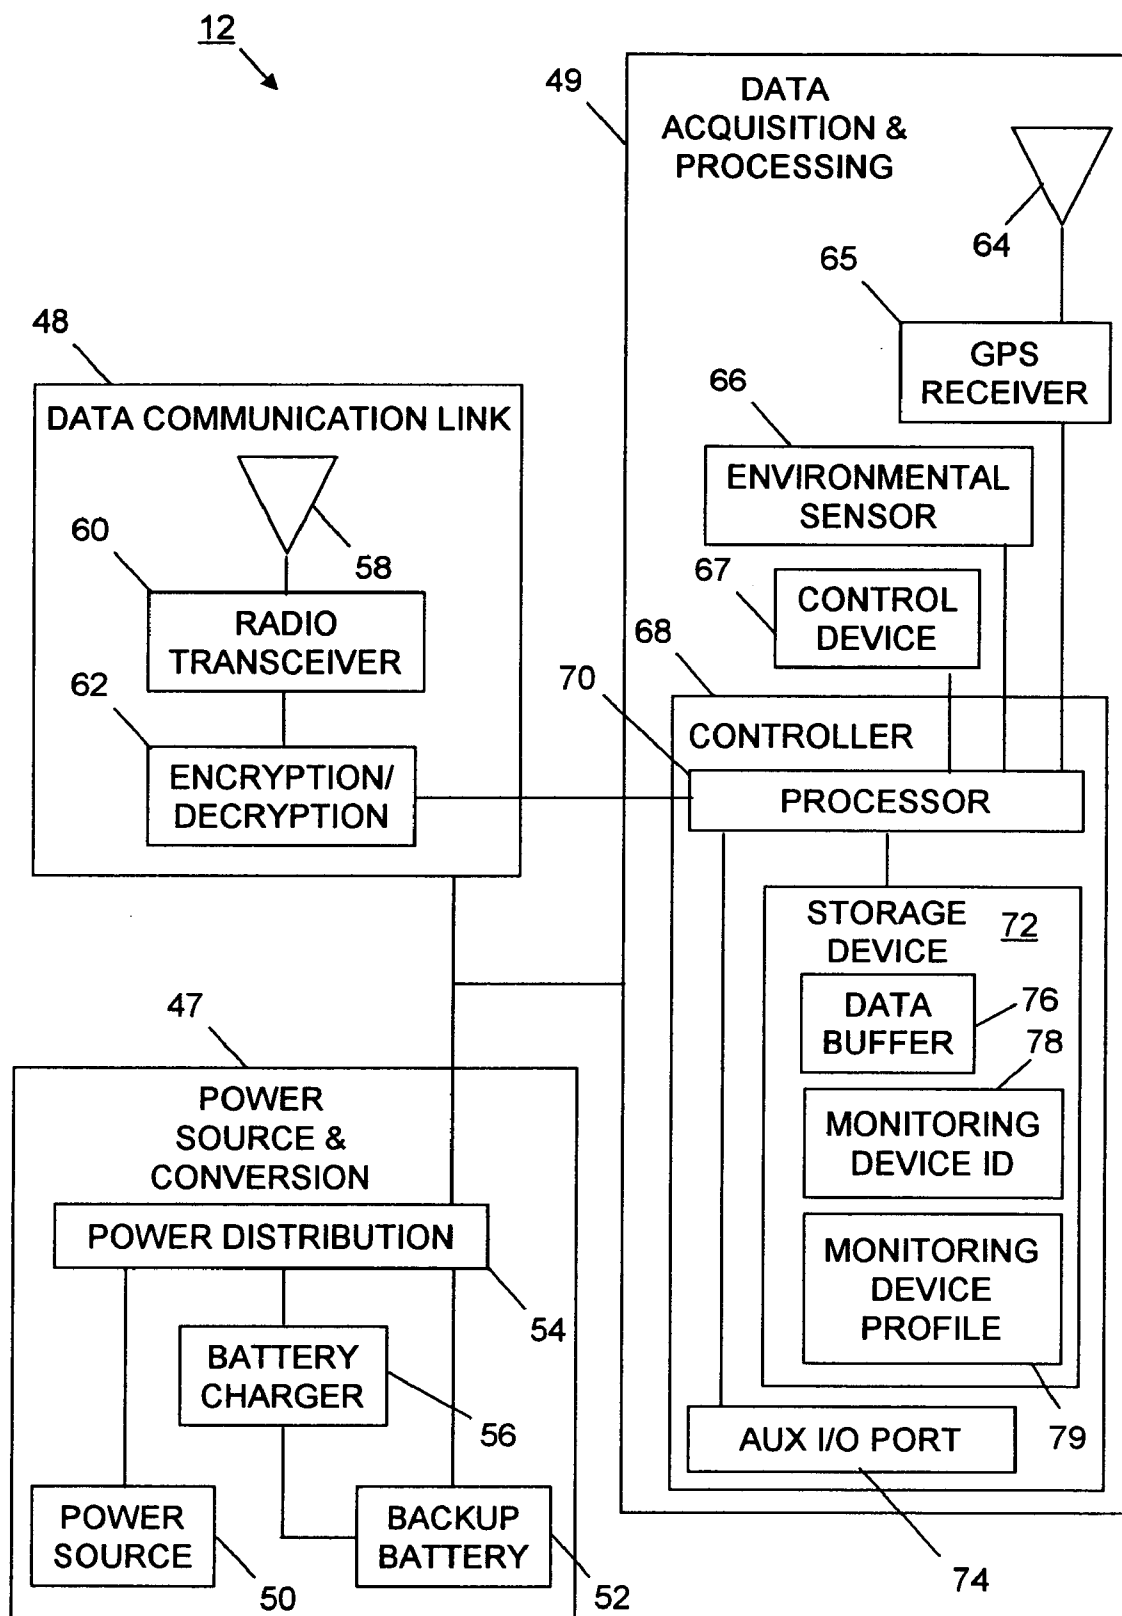 12
49
DATA
ACQUISITION &
PROCESSING
64
65
GPS
RECEIVER
48
DATA COMMUNICATION LINK
66
ENVIRONMENTAL
SENSOR
60
58
RADIO
TRANSCEIVER
67
CONTROL
DEVICE
62
68
70
CONTROLLER
ENCRYPTION/
DECRYPTION
PROCESSOR
STORAGE
DEVICE
72
DATA
BUFFER
76
78
MONITORING
DEVICE ID
MONITORING
DEVICE
PROFILE
79
AUX I/O PORT
74
47
POWER
SOURCE &
CONVERSION
POWER DISTRIBUTION
54
BATTERY
CHARGER
56
POWER
SOURCE
50
BACKUP
BATTERY
52